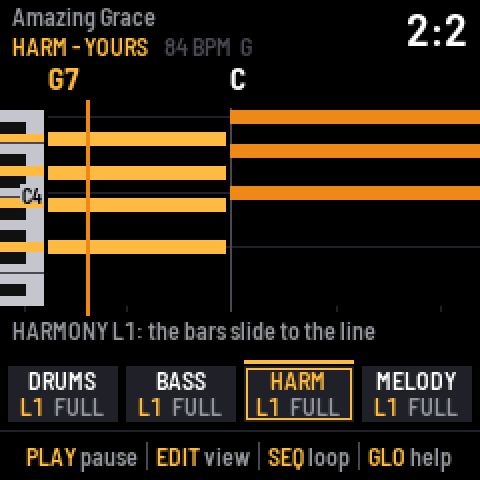 Amazing Grace
HARM - YOURS 84 BPM G
2:2
G7 C
C4
HARMONY L1: the bars slide to the line
DRUMS BASS HARM MELODY
L1 FULL L1 FULL L1 FULL L1 FULL
PLAY pause EDIT view SEQ loop GLO help